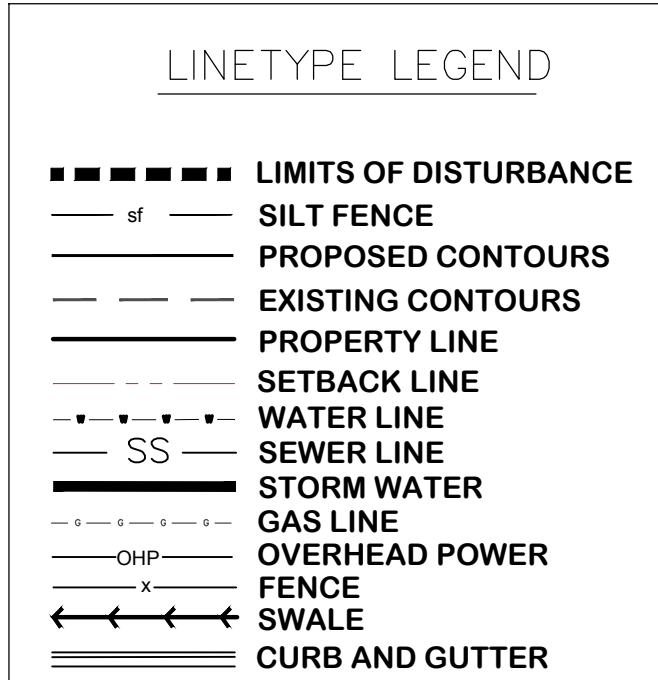 LINETYPE LEGEND
LIMITS OF DISTURBANCE
sf SILT FENCE
PROPOSED CONTOURS
EXISTING CONTOURS
PROPERTY LINE
SETBACK LINE
W W W W WATER LINE
SS SEWER LINE
STORM WATER
G G G G GAS LINE
OHP OVERHEAD POWER
x FENCE
SWALE
CURB AND GUTTER